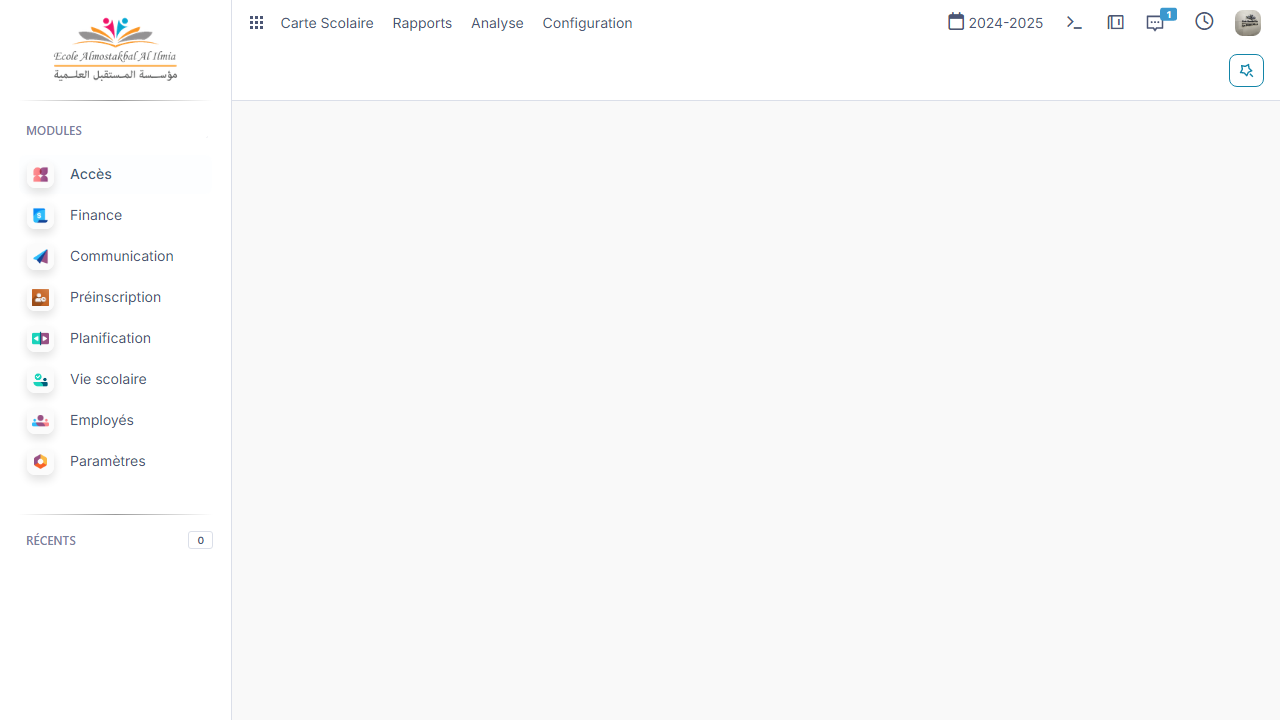 Ecole Almostakbal Al Ilmia
مؤسسة المستقبل العلمية
Carte Scolaire Rapports Analyse Configuration
2024-2025
1
MODULES
Accès
Finance
Communication
Préinscription
Planification
Vie scolaire
Employés
Paramètres
RÉCENTS 0